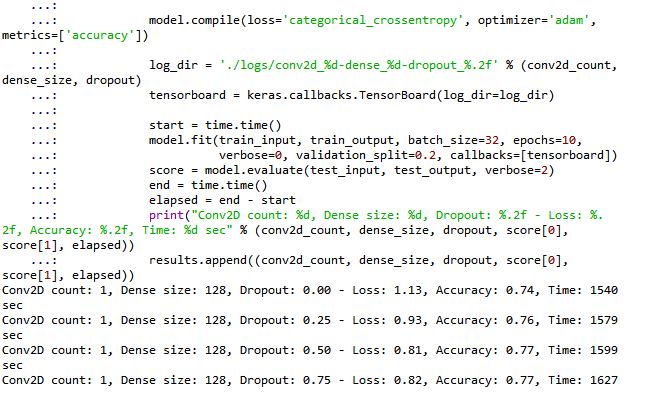 ...:
...: model.compile(loss='categorical_crossentropy', optimizer='adam',
metrics=['accuracy'])
...:
...: log_dir = './logs/conv2d_%d-dense_%d-dropout_%.2f' % (conv2d_count,
dense_size, dropout)
...: tensorboard = keras.callbacks.TensorBoard(log_dir=log_dir)
...:
...: start = time.time()
...: model.fit(train_input, train_output, batch_size=32, epochs=10,
...: verbose=0, validation_split=0.2, callbacks=[tensorboard])
...: score = model.evaluate(test_input, test_output, verbose=2)
...: end = time.time()
...: elapsed = end - start
...: print("Conv2D count: %d, Dense size: %d, Dropout: %.2f - Loss: %.
2f, Accuracy: %.2f, Time: %d sec" % (conv2d_count, dense_size, dropout, score[0],
score[1], elapsed))
...: results.append((conv2d_count, dense_size, dropout, score[0],
score[1], elapsed))
Conv2D count: 1, Dense size: 128, Dropout: 0.00 - Loss: 1.13, Accuracy: 0.74, Time: 1540
sec
Conv2D count: 1, Dense size: 128, Dropout: 0.25 - Loss: 0.93, Accuracy: 0.76, Time: 1579
sec
Conv2D count: 1, Dense size: 128, Dropout: 0.50 - Loss: 0.81, Accuracy: 0.77, Time: 1599
sec
Conv2D count: 1, Dense size: 128, Dropout: 0.75 - Loss: 0.82, Accuracy: 0.77, Time: 1627